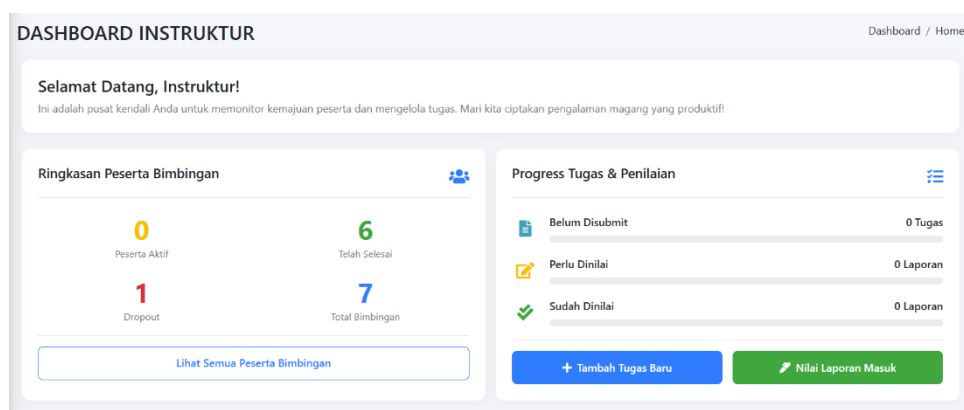 DASHBOARD INSTRUKTUR
Dashboard / Home
Selamat Datang, Instruktur!
Ini adalah pusat kendali Anda untuk memonitor kemajuan peserta dan mengelola tugas. Mari kita ciptakan pengalaman magang yang produktif!
Ringkasan Peserta Bimbingan
0
Peserta Aktif
6
Telah Selesai
1
Dropout
7
Total Bimbingan
Lihat Semua Peserta Bimbingan
Progress Tugas & Penilaian
Belum Disubmit
0 Tugas
Perlu Dinilai
0 Laporan
Sudah Dinilai
0 Laporan
Tambah Tugas Baru
Nilai Laporan Masuk